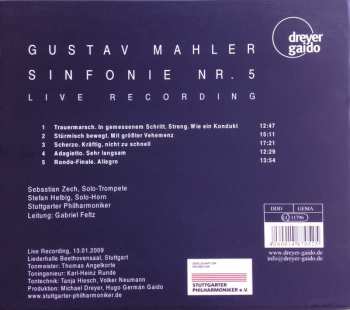 dreyer
gaido
GUSTAV MAHLER
SINFONIE NR. 5
LIVE RECORDING
1 Trauermarsch. In gemessenem Schritt. Streng. Wie ein Kondukt 12:47
2 Stürmisch bewegt. Mit größter Vehemenz 15:11
3 Scherzo. Kräftig, nicht zu schnell 17:21
4 Adagietto. Sehr langsam 12:29
5 Rondo-Finale. Allegro 13:54
Sebastian Zech, Solo-Trompete
Stefan Helbig, Solo-Horn
Stuttgarter Philharmoniker
Leitung: Gabriel Feltz
DDD GEMA
Live Recording, 13.01.2009
Liederhalle Beethovensaal, Stuttgart
Tonmeister: Thomas Angelkorte
Toningenieur: Karl-Heinz Runde
Tontechnik: Tanja Hiesch, Volker Neumann
Produktion: Michael Dreyer, Hugo Germán Gaido
www.stuttgarter-philharmoniker.de
STUTTGARTER
PHILHARMONIKER e.V.
www.dreyer-gaido.de
info@dreyer-gaido.de